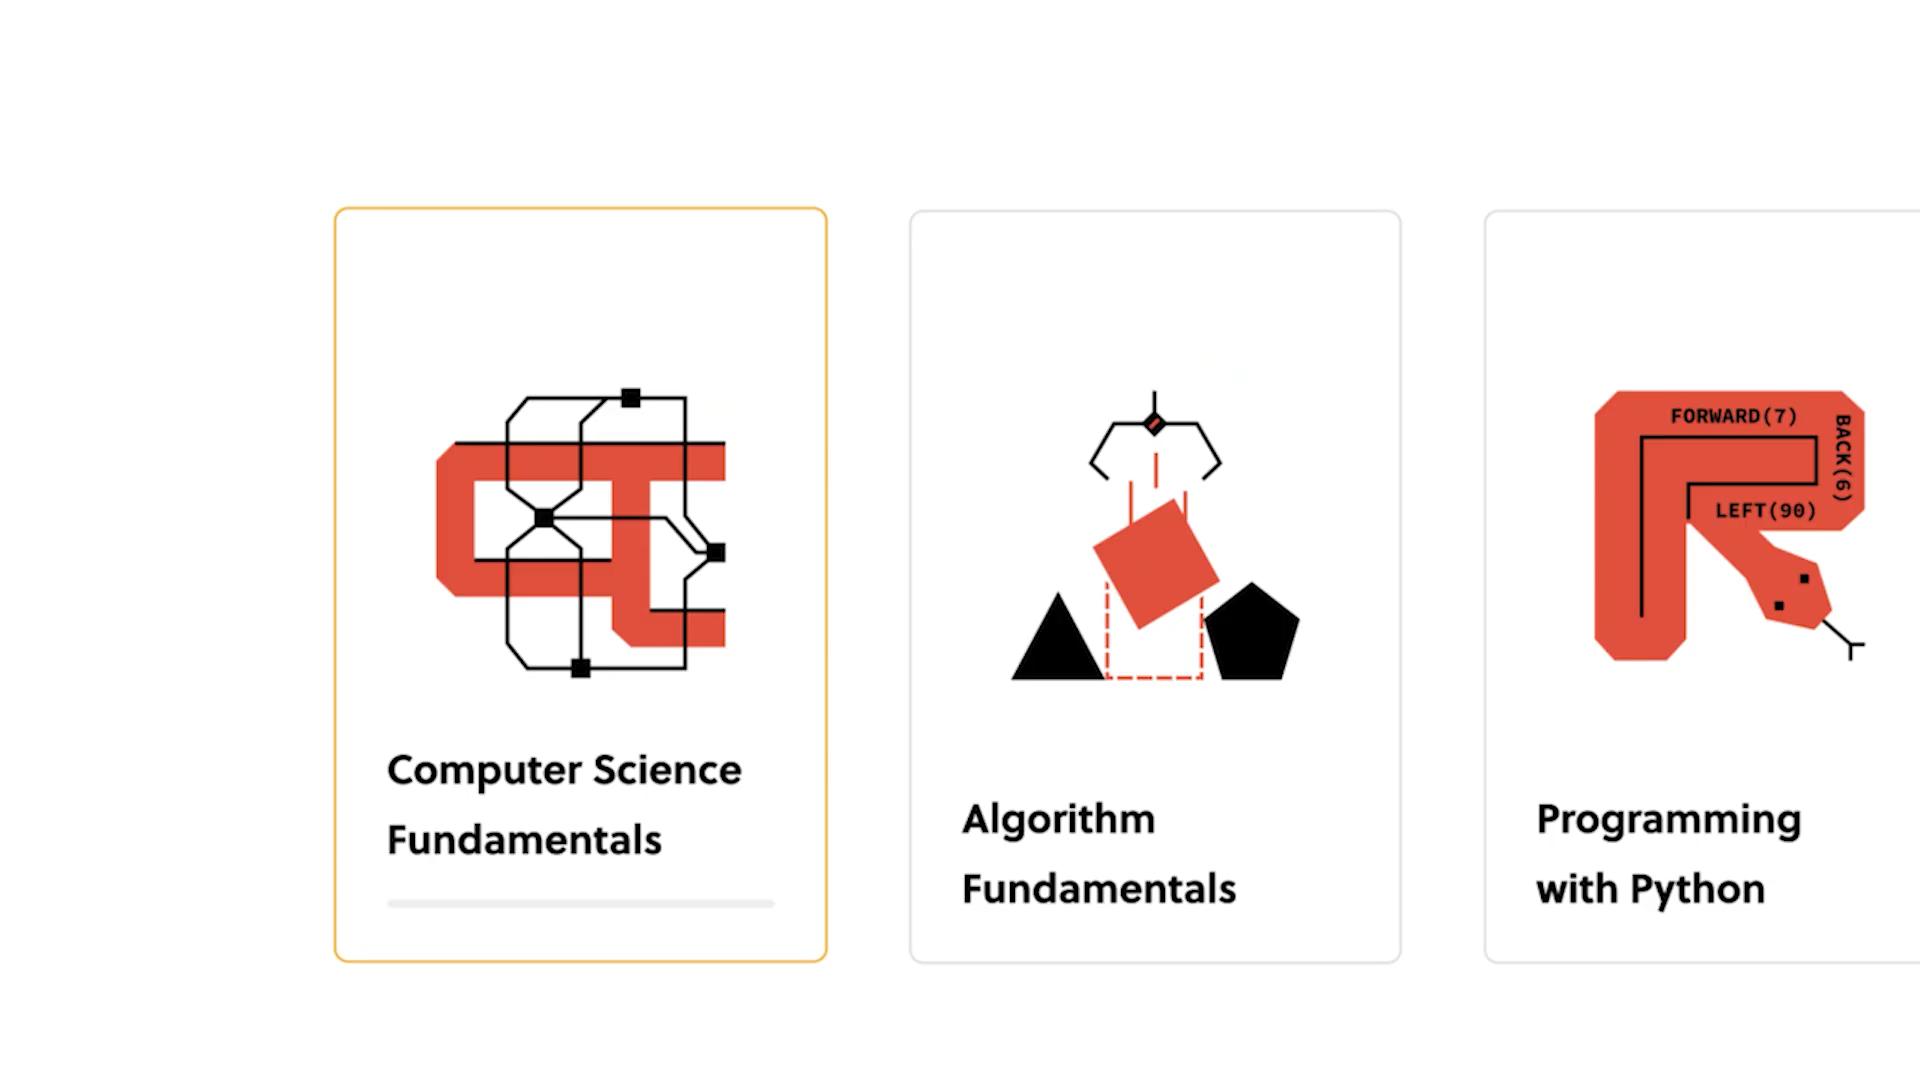 Computer Science
Fundamentals
Algorithm
Fundamentals
FORWARD(7)
BACK(6)
LEFT(90)
Programming
with Python